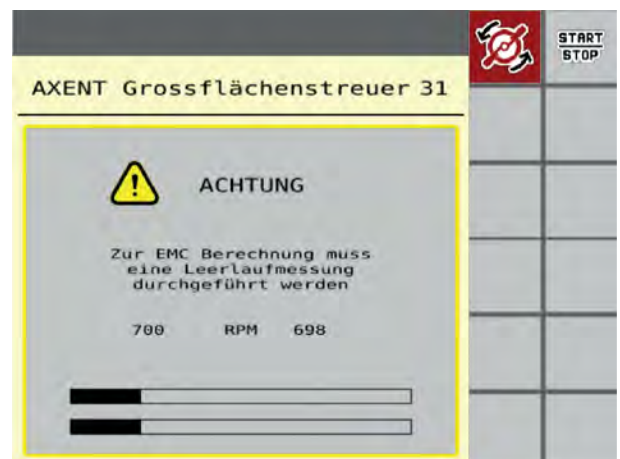 START
STOP
AXENT Grossflächenstreuer 31
ACHTUNG
Zur EMC Berechnung muss
eine Leerlaufmessung
durchgeführt werden
700 RPM 698